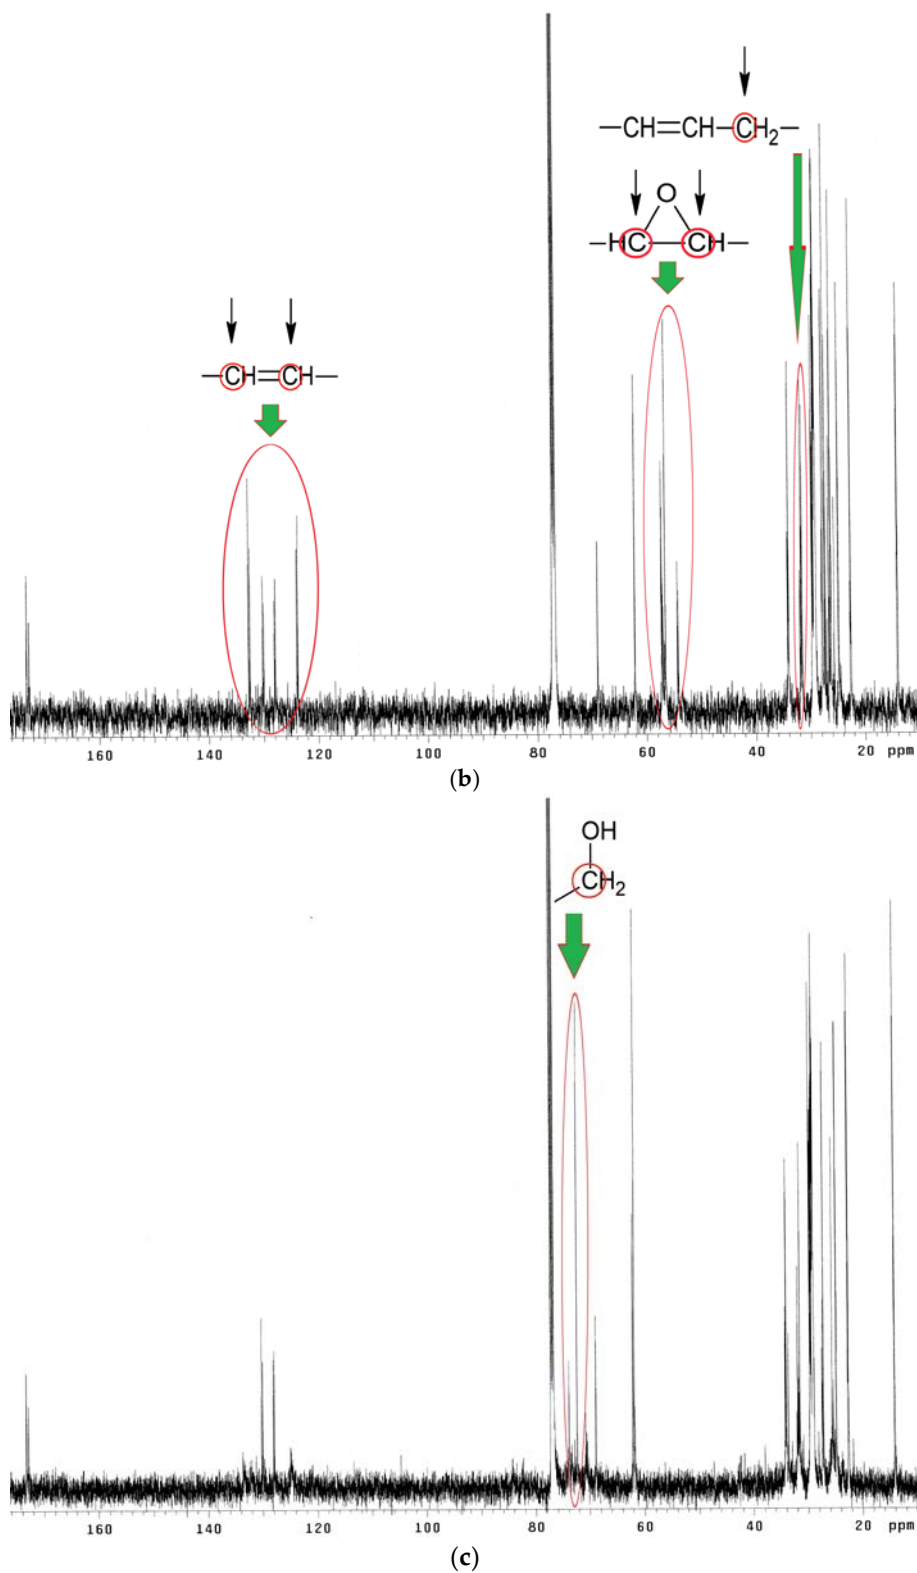 —CH=CH—CH₂—
O
—HC—CH—
—CH=CH—
160 140 120 100 80 60 40 20 ppm
(b)
OH
CH₂
160 140 120 100 80 60 40 20 ppm
(c)